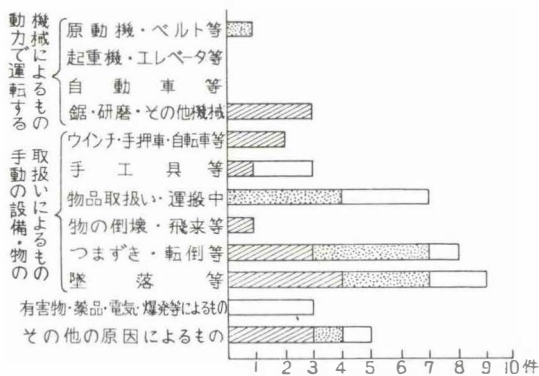 動力で運転する
機械によるもの
原動機・ベルト等
起重機・エレベータ等
自動車等
鋸・研磨・その他機械
手動の設備・物の
取扱いによるもの
ウインチ・手押車・自転車等
手工具等
物品取扱い・運搬中
物の倒壊・飛来等
つまずき・転倒等
墜落等
有害物・薬品・電気・爆発等によるもの
その他の原因によるもの
1 2 3 4 5 6 7 8 9 10 件